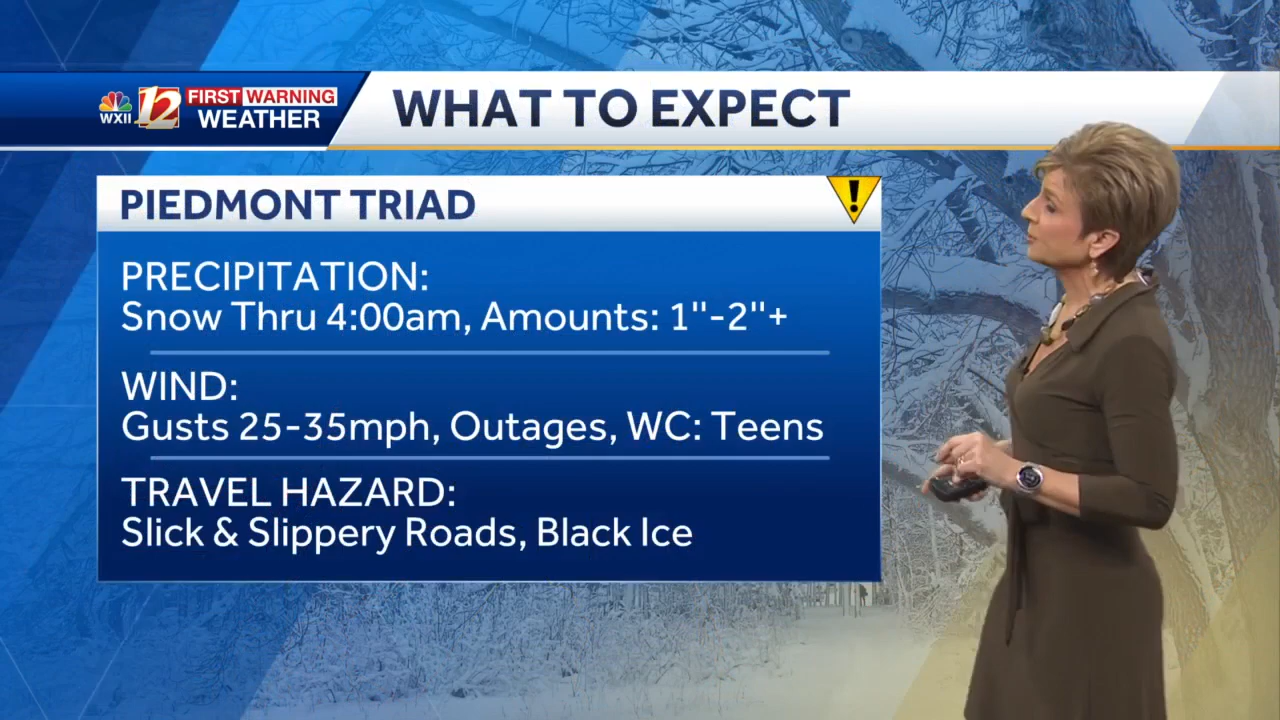 WXII 12 FIRST WARNING
WEATHER
WHAT TO EXPECT
PIEDMONT TRIAD
!
PRECIPITATION:
Snow Thru 4:00am, Amounts: 1"-2"+
WIND:
Gusts 25-35mph, Outages, WC: Teens
TRAVEL HAZARD:
Slick & Slippery Roads, Black Ice